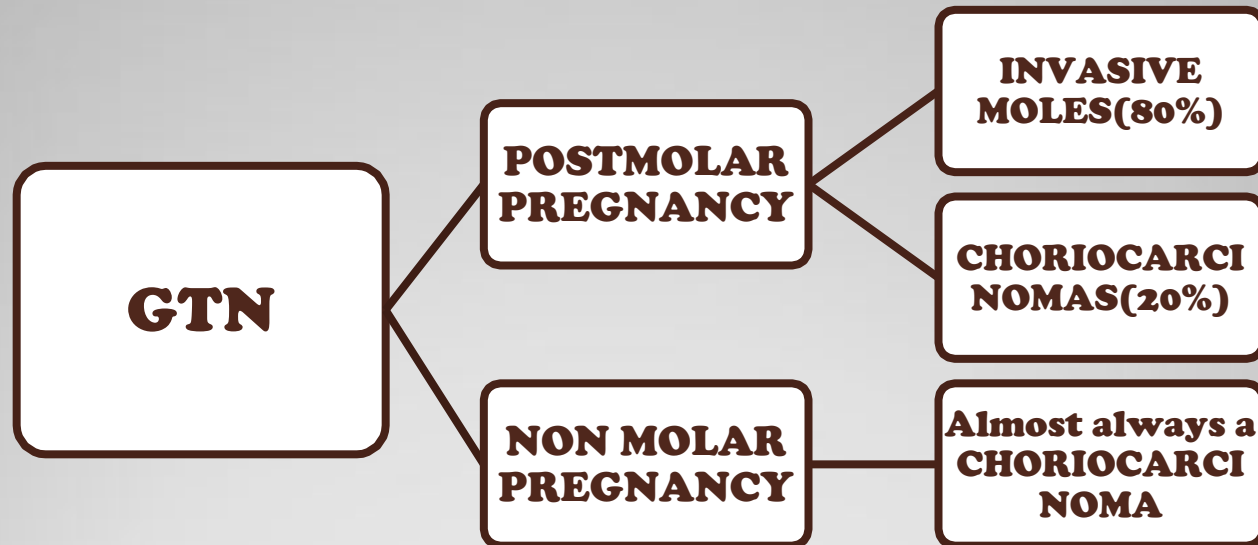 GTN
POSTMOLAR
PREGNANCY
INVASIVE
MOLES(80%)
CHORIOCARCI
NOMAS(20%)
NON MOLAR
PREGNANCY
Almost always a
CHORIOCARCI
NOMA